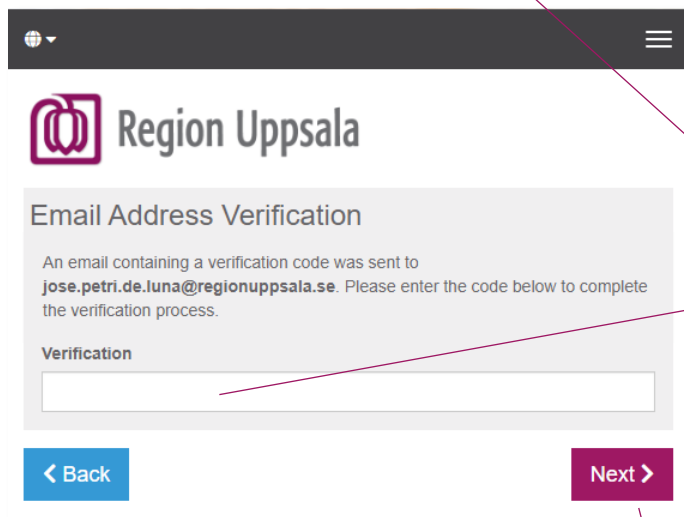 Region Uppsala
Email Address Verification
An email containing a verification code was sent to
jose.petri.de.luna@regionuppsala.se. Please enter the code below to complete
the verification process.
Verification
Back
Next